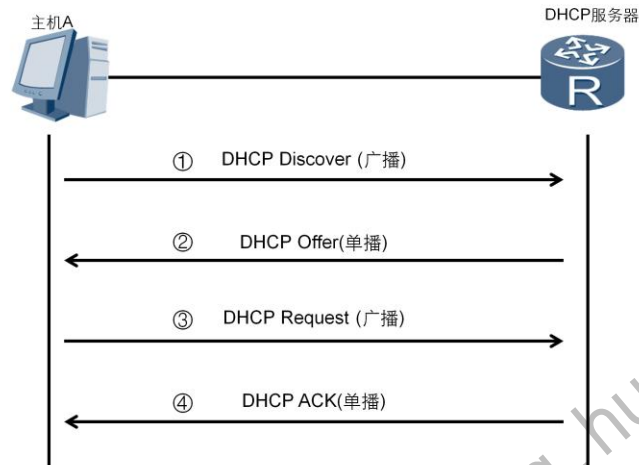 主机A
DHCP服务器
R
① DHCP Discover (广播)
② DHCP Offer(单播)
③ DHCP Request (广播)
④ DHCP ACK(单播)